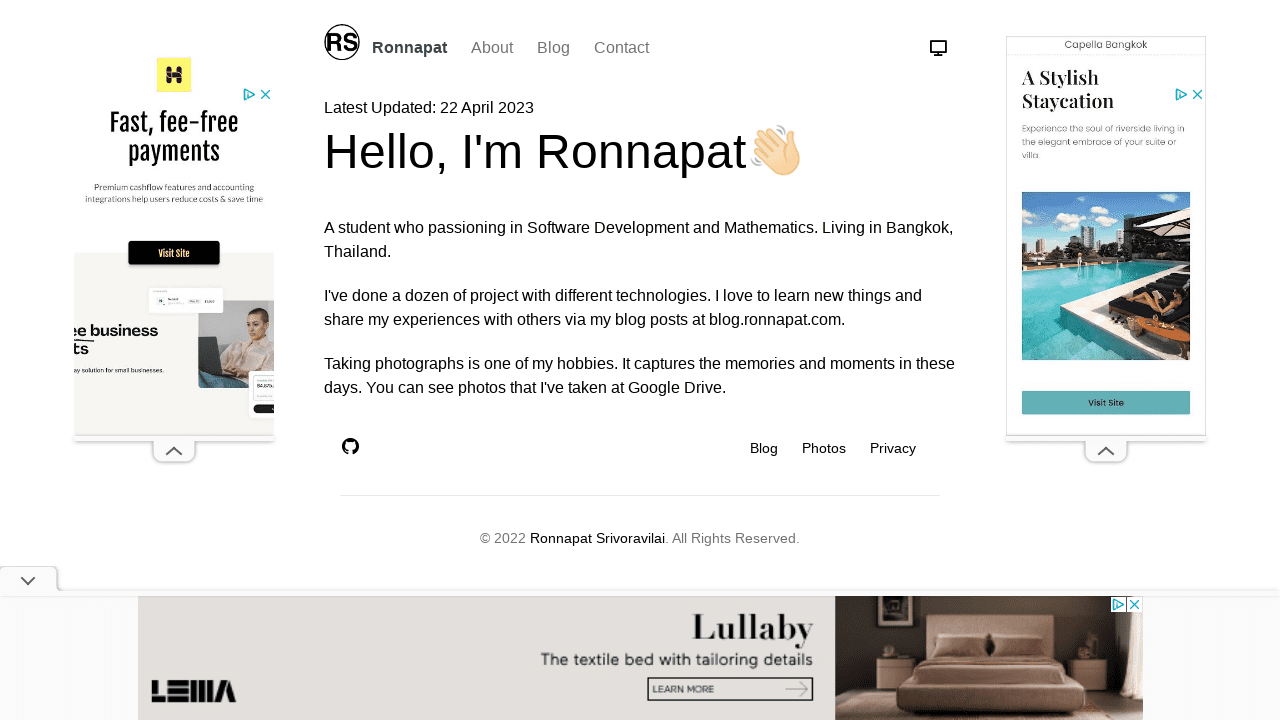 RS
Ronnapat
About
Blog
Contact
Fast, fee-free
payments
Premium cashflow features and accounting
integrations help users reduce costs & save time
Visit Site
ee business
ts
ay solution for small businesses.
Latest Updated: 22 April 2023
Hello, I'm Ronnapat
A student who passioning in Software Development and Mathematics. Living in Bangkok,
Thailand.
I've done a dozen of project with different technologies. I love to learn new things and
share my experiences with others via my blog posts at blog.ronnapat.com.
Taking photographs is one of my hobbies. It captures the memories and moments in these
days. You can see photos that I've taken at Google Drive.
Blog
Photos
Privacy
© 2022 Ronnapat Srivoravilai. All Rights Reserved.
Capella Bangkok
A Stylish
Staycation
Experience the soul of riverside living in
the elegant embrace of your suite or
villa.
Visit Site
LEMA
Lullaby
The textile bed with tailoring details
LEARN MORE